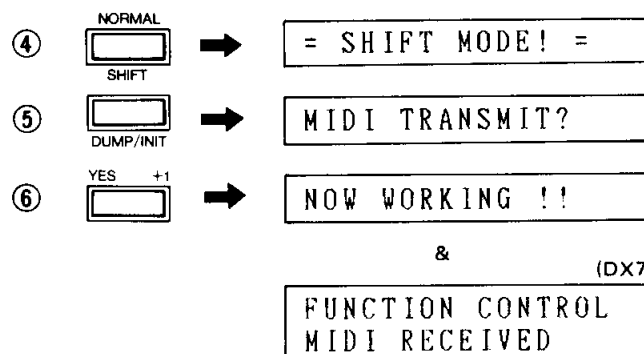 NORMAL
④ = SHIFT MODE! =
SHIFT
⑤ MIDI TRANSMIT?
DUMP/INIT
YES +1
⑥ NOW WORKING !!
&
(DX7
FUNCTION CONTROL
MIDI RECEIVED